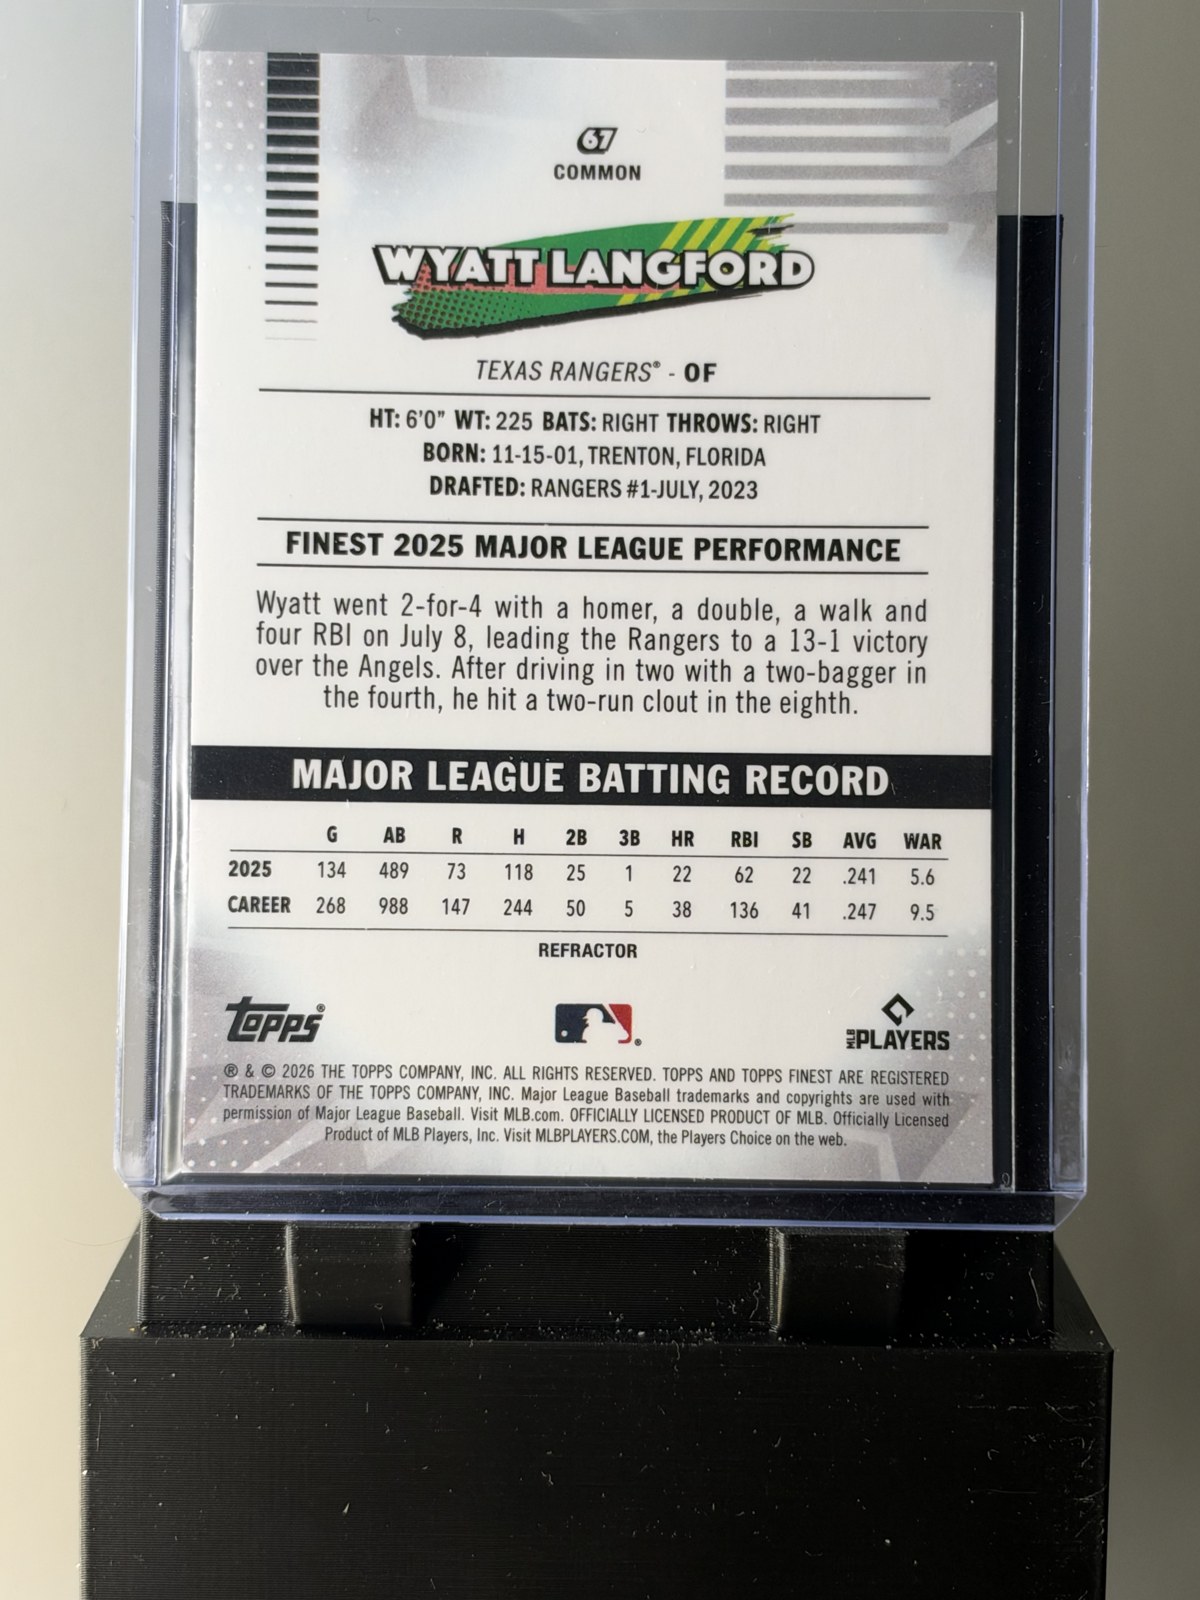 67
COMMON
WYATT LANGFORD
TEXAS RANGERS® - OF
HT: 6'0" WT: 225 BATS: RIGHT THROWS: RIGHT
BORN: 11-15-01, TRENTON, FLORIDA
DRAFTED: RANGERS #1-JULY, 2023
FINEST 2025 MAJOR LEAGUE PERFORMANCE
Wyatt went 2-for-4 with a homer, a double, a walk and
four RBI on July 8, leading the Rangers to a 13-1 victory
over the Angels. After driving in two with a two-bagger in
the fourth, he hit a two-run clout in the eighth.
MAJOR LEAGUE BATTING RECORD
G AB R H 2B 3B HR RBI SB AVG WAR
2025 134 489 73 118 25 1 22 62 22 .241 5.6
CAREER 268 988 147 244 50 5 38 136 41 .247 9.5
REFRACTOR
Topps® ® MLB PLAYERS
® & © 2026 THE TOPPS COMPANY, INC. ALL RIGHTS RESERVED. TOPPS AND TOPPS FINEST ARE REGISTERED
TRADEMARKS OF THE TOPPS COMPANY, INC. Major League Baseball trademarks and copyrights are used with
permission of Major League Baseball. Visit MLB.com. OFFICIALLY LICENSED PRODUCT OF MLB. Officially Licensed
Product of MLB Players, Inc. Visit MLBPLAYERS.COM, the Players Choice on the web.